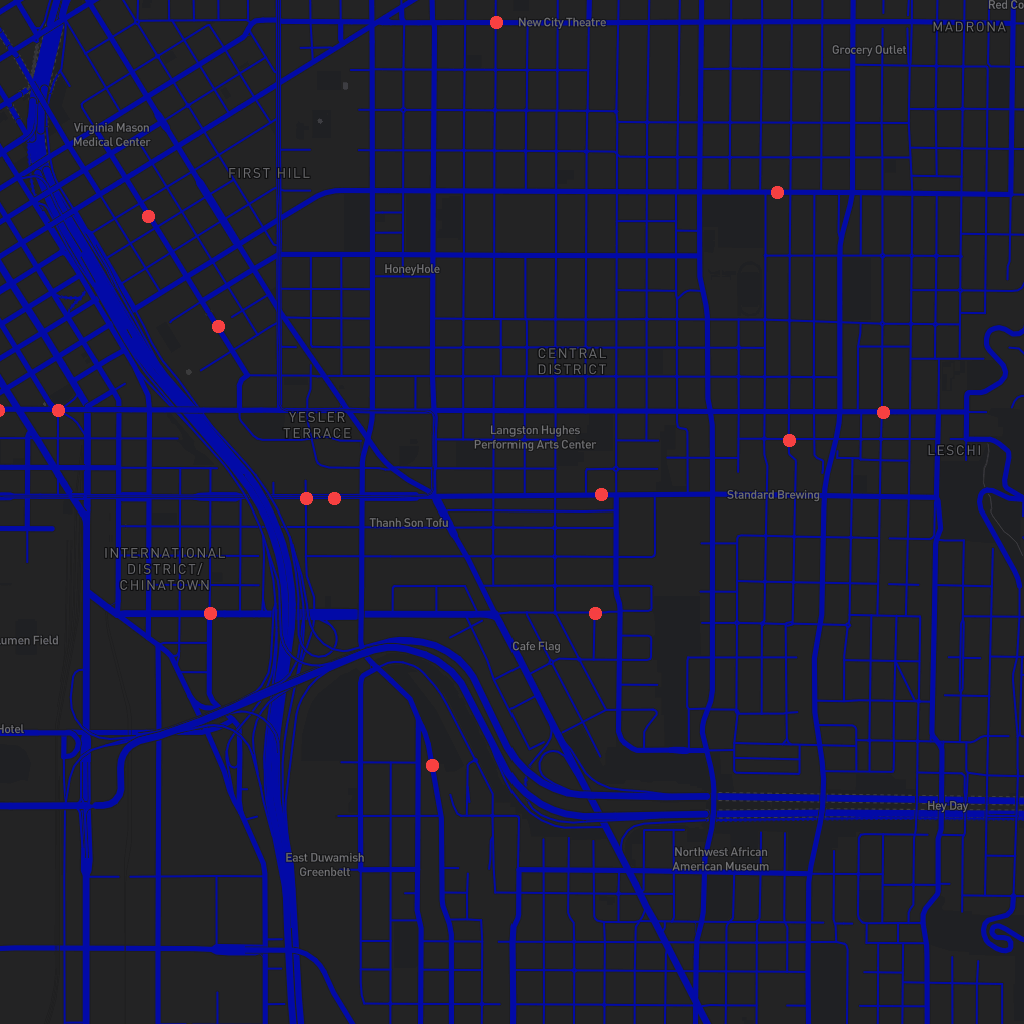 Red Co
New City Theatre
MADRONA
Grocery Outlet
Virginia Mason
Medical Center
FIRST HILL
HoneyHole
CENTRAL
DISTRICT
YESLER
TERRACE
Langston Hughes
Performing Arts Center
LESCHI
Standard Brewing
Thanh Son Tofu
INTERNATIONAL
DISTRICT/
CHINATOWN
umen Field
Cafe Flag
Hotel
Hey Day
East Duwamish
Greenbelt
Northwest African
American Museum